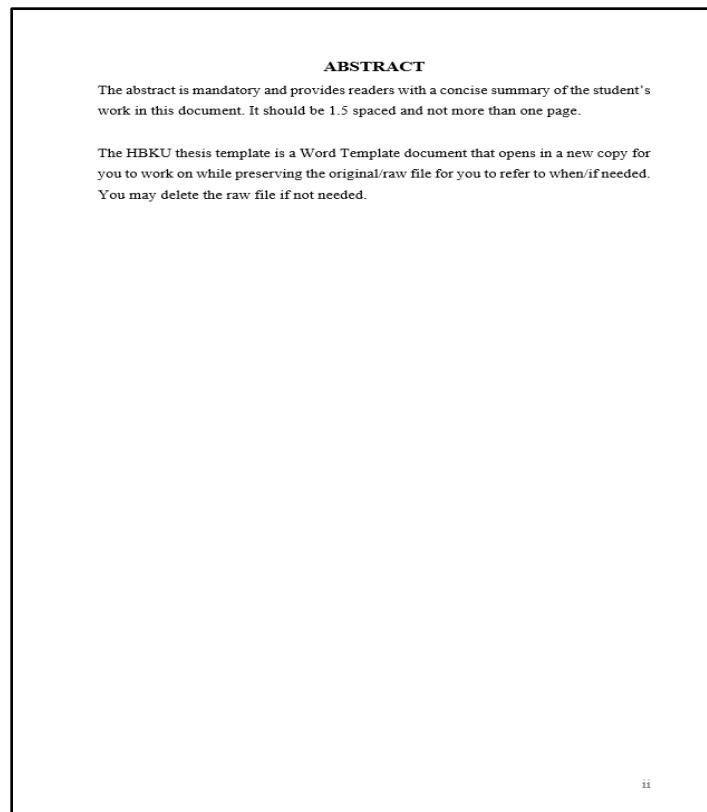 ABSTRACT
The abstract is mandatory and provides readers with a concise summary of the student’s
work in this document. It should be 1.5 spaced and not more than one page.
The HBKU thesis template is a Word Template document that opens in a new copy for
you to work on while preserving the original/raw file for you to refer to when/if needed.
You may delete the raw file if not needed.
ii